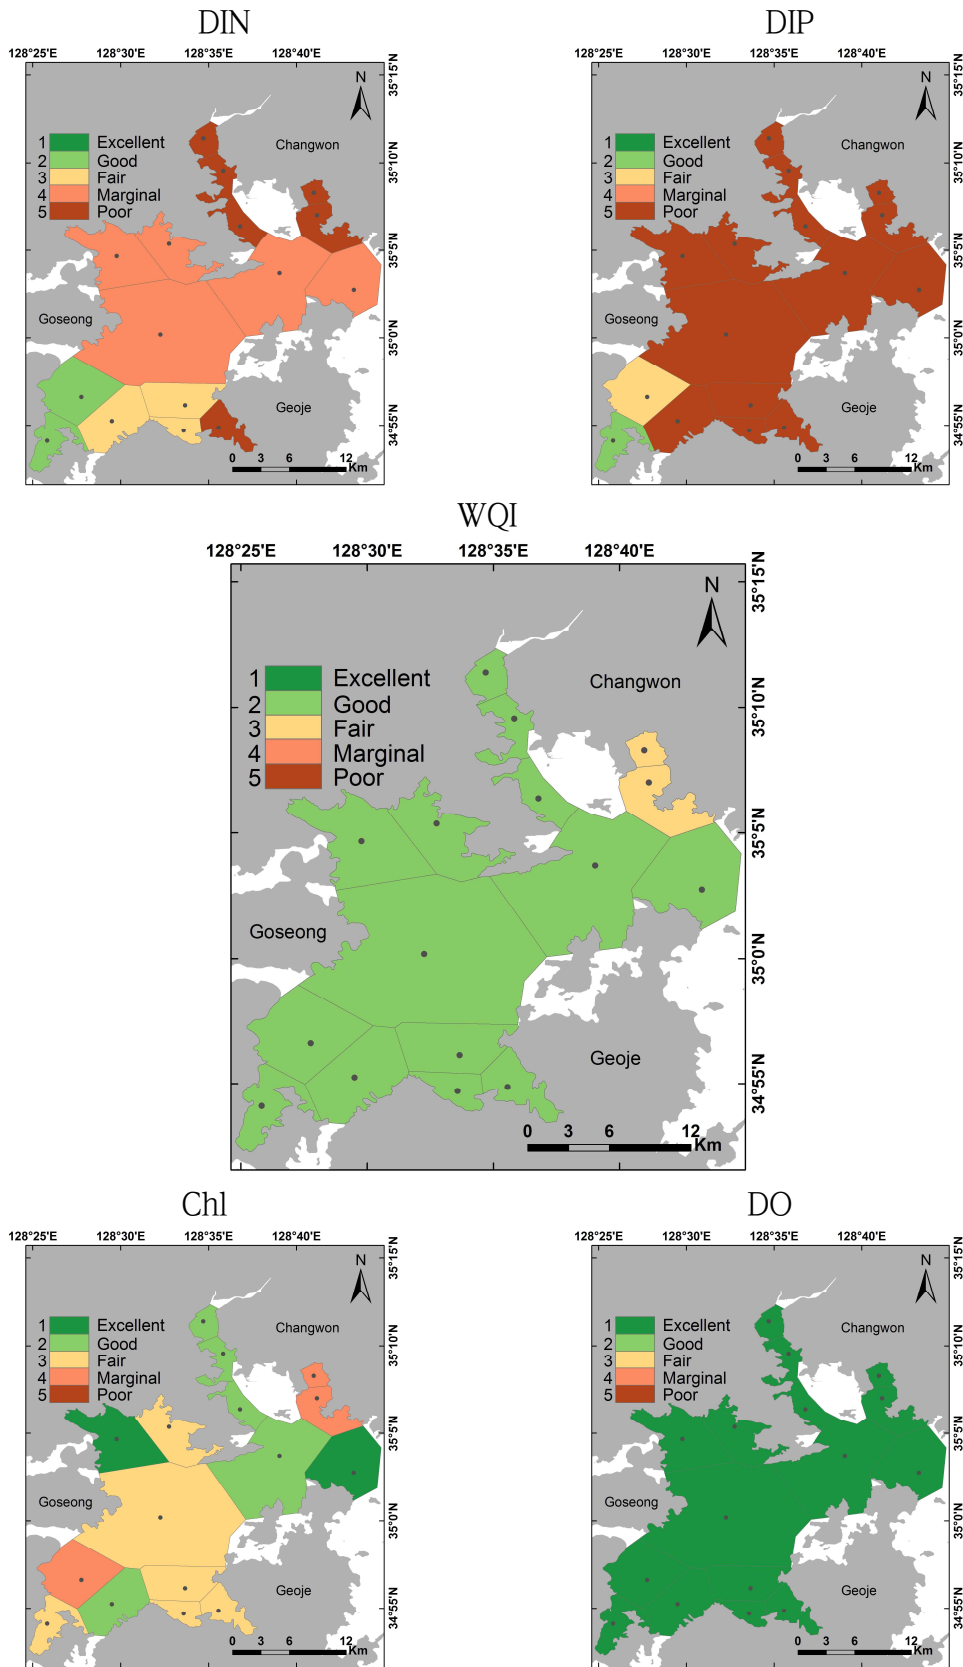 DIN
128°25'E 128°30'E 128°35'E 128°40'E
35°15'N
35°10'N
35°5'N
35°0'N
34°55'N
N
Changwon
1 Excellent
2 Good
3 Fair
4 Marginal
5 Poor
Goseong
Geoje
0 3 6 12
Km
DIP
128°25'E 128°30'E 128°35'E 128°40'E
35°15'N
35°10'N
35°5'N
35°0'N
34°55'N
N
Changwon
1 Excellent
2 Good
3 Fair
4 Marginal
5 Poor
Goseong
Geoje
0 3 6 12
Km
WQI
128°25'E 128°30'E 128°35'E 128°40'E
35°15'N
35°10'N
35°5'N
35°0'N
34°55'N
N
Changwon
1 Excellent
2 Good
3 Fair
4 Marginal
5 Poor
Goseong
Geoje
0 3 6 12
Km
Chl
128°25'E 128°30'E 128°35'E 128°40'E
35°15'N
35°10'N
35°5'N
35°0'N
34°55'N
N
Changwon
1 Excellent
2 Good
3 Fair
4 Marginal
5 Poor
Goseong
Geoje
0 3 6 12
Km
DO
128°25'E 128°30'E 128°35'E 128°40'E
35°15'N
35°10'N
35°5'N
35°0'N
34°55'N
N
Changwon
1 Excellent
2 Good
3 Fair
4 Marginal
5 Poor
Goseong
Geoje
0 3 6 12
Km